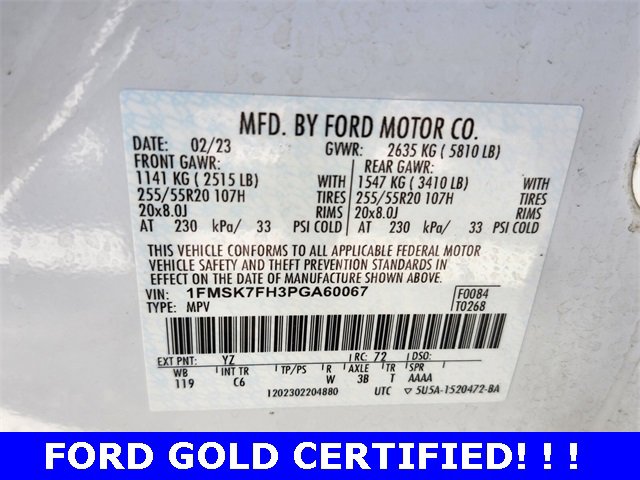 MFD. BY FORD MOTOR CO.
DATE: 02/23 GVWR: 2635 KG ( 5810 LB)
FRONT GAWR: REAR GAWR:
1141 KG ( 2515 LB) WITH 1547 KG ( 3410 LB) WITH
255/55R20 107H TIRES 255/55R20 107H TIRES
20x8.0J RIMS 20x8.0J RIMS
AT 230 kPa/ 33 PSI COLD AT 230 kPa/ 33 PSI COLD
THIS VEHICLE CONFORMS TO ALL APPLICABLE FEDERAL MOTOR
VEHICLE SAFETY AND THEFT PREVENTION STANDARDS IN
EFFECT ON THE DATE OF MANUFACTURE SHOWN ABOVE.
VIN: 1FMSK7FH3PGA60067 F0084
TYPE: MPV T0268
EXT PNT: YZ RC: 72 DSO:
WB INT TR TP/PS R AXLE TR SPR
119 C6 W 3B T AAAA
1202302204880 UTC 5U5A-1520472-BA
FORD GOLD CERTIFIED! ! !